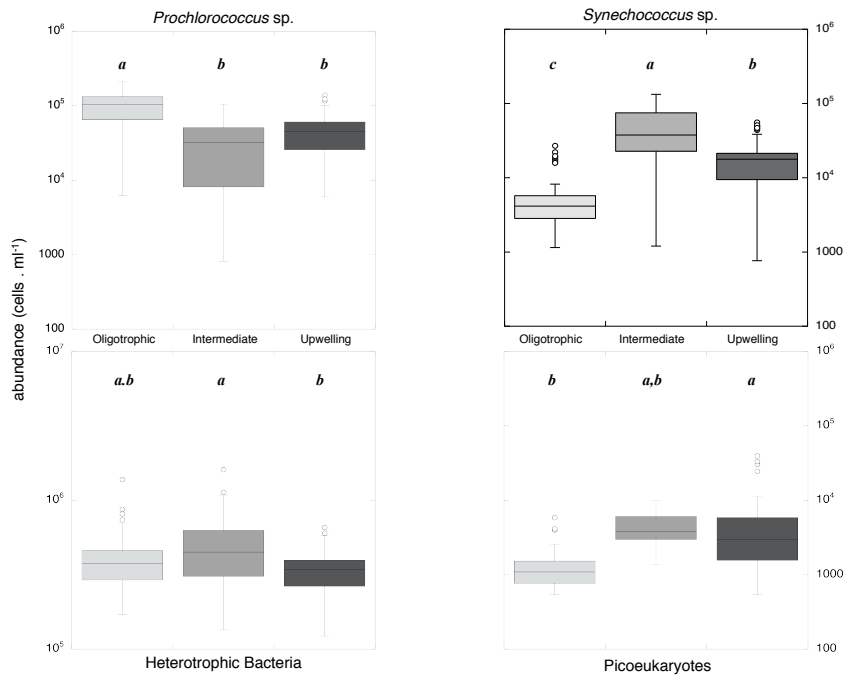 Prochlorococcus sp.
Synechococcus sp.
abundance (cells . ml⁻¹)
10⁶
10⁵
10⁴
1000
100
a b b
c a b
10⁶
10⁵
10⁴
1000
100
Oligotrophic Intermediate Upwelling
Oligotrophic Intermediate Upwelling
10⁷
10⁶
10⁵
a.b a b
b a,b a
10⁶
10⁵
10⁴
1000
100
Heterotrophic Bacteria
Picoeukaryotes